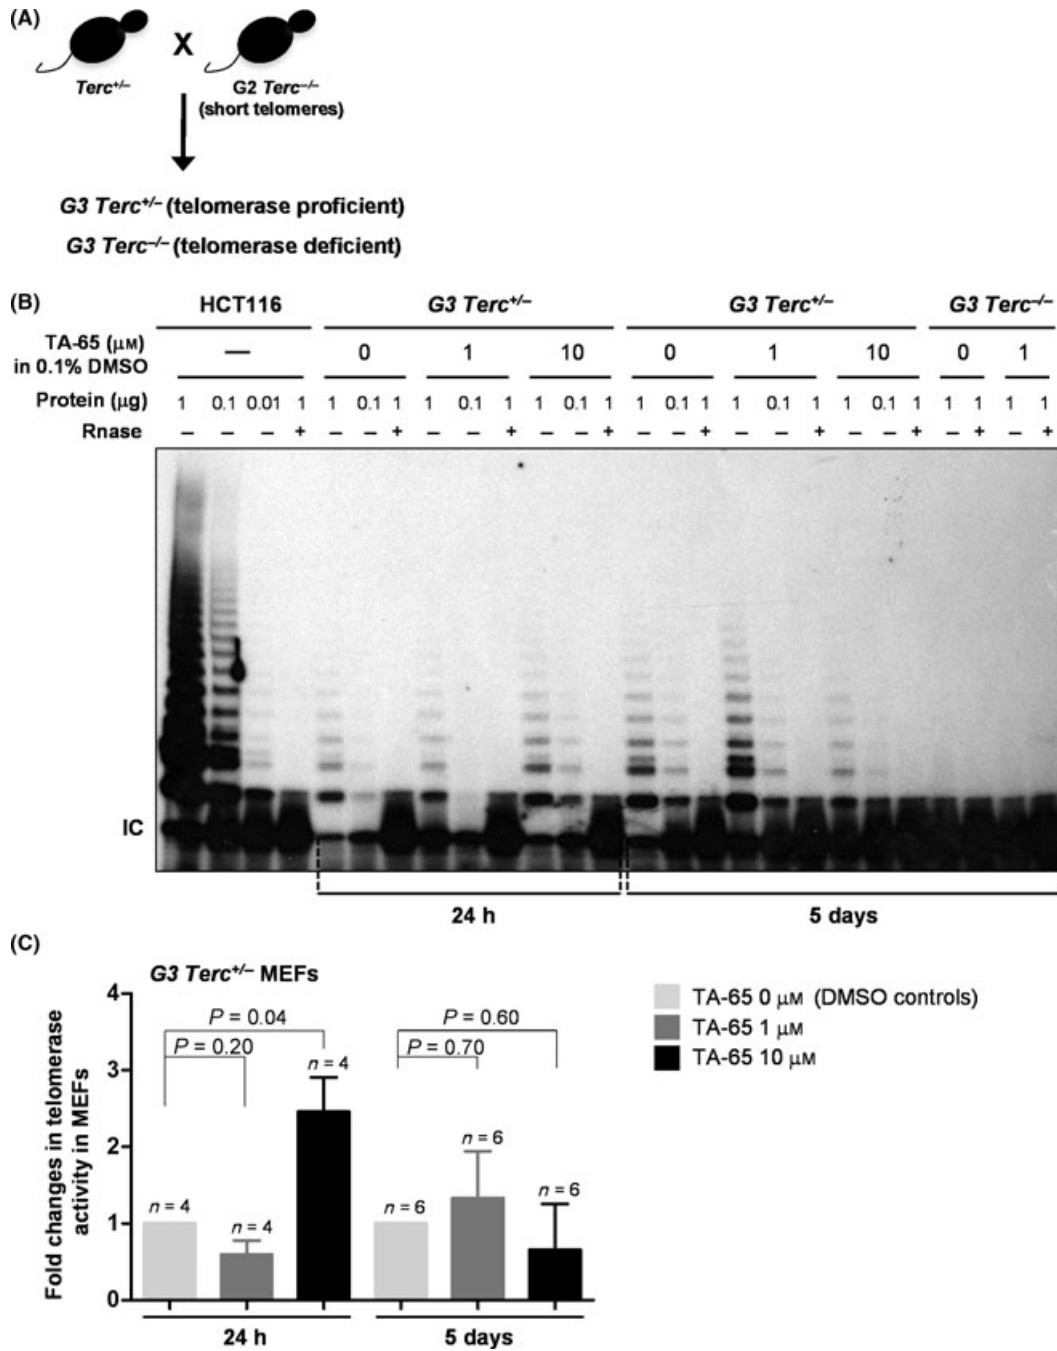 (A)
X
Terc+/–
G2 Terc–/–
(short telomeres)
G3 Terc+/– (telomerase proficient)
G3 Terc–/– (telomerase deficient)
(B)
HCT116 G3 Terc+/– G3 Terc+/– G3 Terc–/–
TA-65 (μM)
in 0.1% DMSO
— 0 1 10 0 1 10 0 1
Protein (μg) 1 0.1 0.01 1 1 0.1 1 1 0.1 1 1 0.1 1 1 0.1 1 1 0.1 1 1 0.1 1 1 1 1 1
Rnase – – – + – – + – – + – – + – – + – – + – – + – + – +
IC
24 h 5 days
(C)
G3 Terc+/– MEFs
Fold changes in telomerase
activity in MEFs
4
3
2
1
0
P = 0.04
P = 0.20
n = 4
n = 4
n = 4
P = 0.60
P = 0.70
n = 6
n = 6
n = 6
24 h 5 days
TA-65 0 μM (DMSO controls)
TA-65 1 μM
TA-65 10 μM